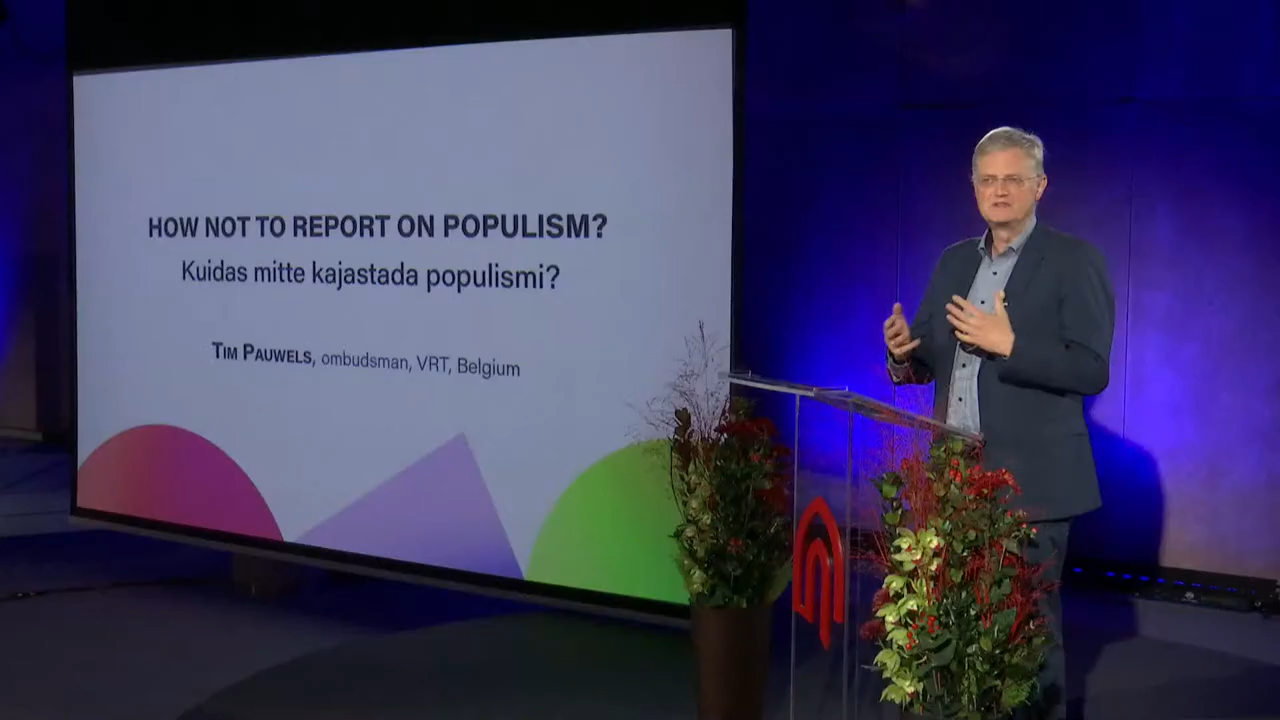 HOW NOT TO REPORT ON POPULISM?
Kuidas mitte kajastada populismi?
TIM PAUWELS, ombudsman, VRT, Belgium